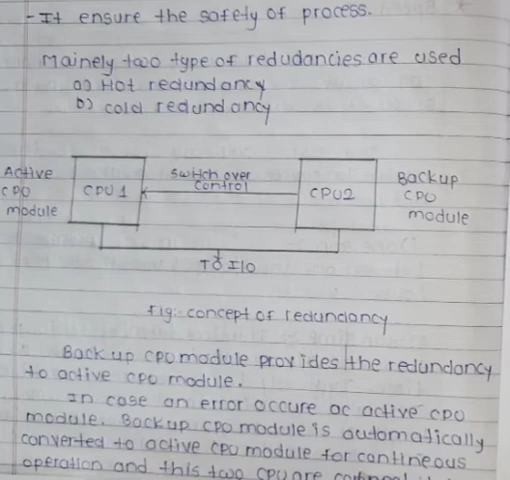 - It ensure the safety of process.
Mainely two type of redudancies are used
a) Hot redundancy
b) cold redundancy
Active
CPU
module
CPU 1
Switch over
control
CPU2
Backup
CPU
module
TO I/O
Fig:- concept of redundancy
Back up CPU module provides the redundancy
to active CPU module.
In case an error occure ac active CPU
module. Backup CPU module is automatically
converted to active CPU module for contineous
operation and this two CPU are